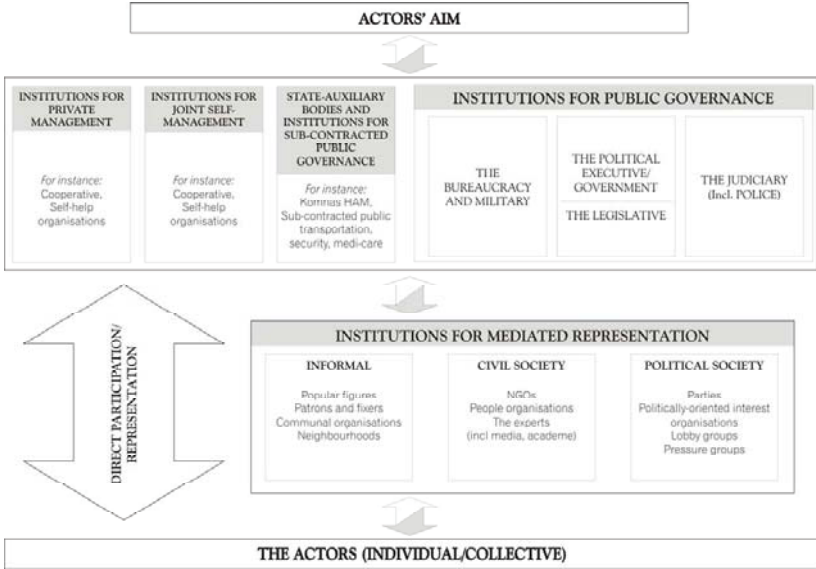 ACTORS' AIM
INSTITUTIONS FOR
PRIVATE
MANAGEMENT
For instance:
Cooperative,
Self-help
organisations
INSTITUTIONS FOR
JOINT SELF-
MANAGEMENT
For instance:
Cooperative,
Self-help
organisations
STATE-AUXILIARY
BODIES AND
INSTITUTIONS FOR
SUB-CONTRACTED
PUBLIC
GOVERNANCE
For instance:
Komnas HAM,
Sub-contracted public
transportation,
security, medi-care
INSTITUTIONS FOR PUBLIC GOVERNANCE
THE
BUREAUCRACY
AND MILITARY
THE POLITICAL
EXECUTIVE/
GOVERNMENT
THE LEGISLATIVE
THE JUDICIARY
(Incl. POLICE)
DIRECT PARTICIPATION/
REPRESENTATION
INSTITUTIONS FOR MEDIATED REPRESENTATION
INFORMAL
Popular figures
Patrons and fixers
Communal organisations
Neighbourhoods
CIVIL SOCIETY
NGOs
People organisations
The experts
(incl media, academe)
POLITICAL SOCIETY
Parties
Politically-oriented interest
organisations
Lobby groups
Pressure groups
THE ACTORS (INDIVIDUAL/COLLECTIVE)